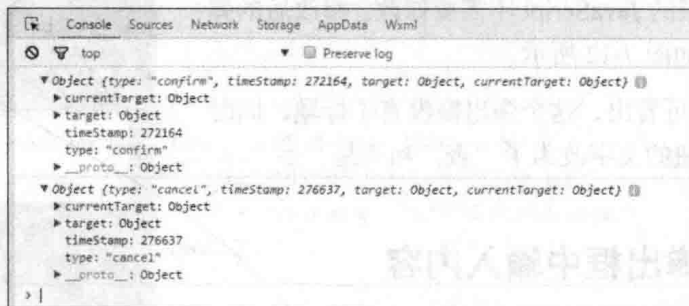 Console Sources Network Storage AppData Wxml
top Preserve log
Object {type: "confirm", timeStamp: 272164, target: Object, currentTarget: Object}
currentTarget: Object
target: Object
timeStamp: 272164
type: "confirm"
__proto__: Object
Object {type: "cancel", timeStamp: 276637, target: Object, currentTarget: Object}
currentTarget: Object
target: Object
timeStamp: 276637
type: "cancel"
__proto__: Object